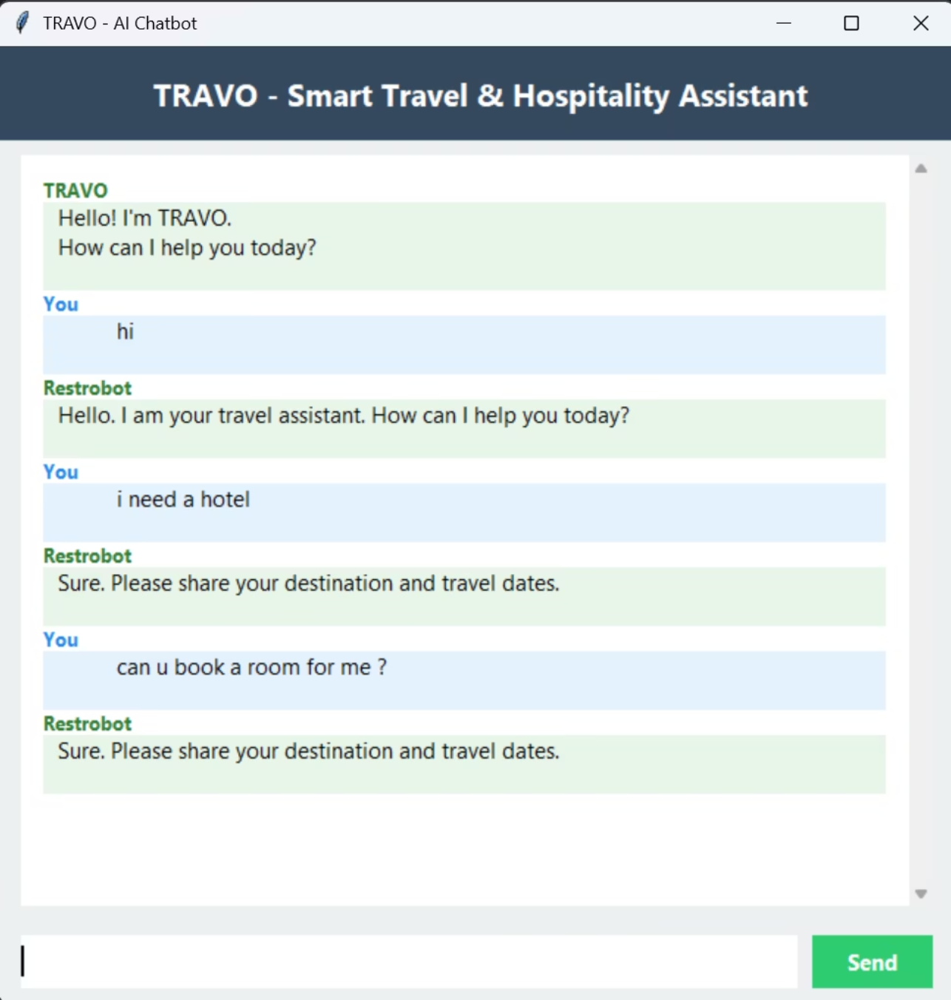 TRAVO - AI Chatbot
TRAVO - Smart Travel & Hospitality Assistant
TRAVO
Hello! I'm TRAVO.
How can I help you today?
You
hi
Restrobot
Hello. I am your travel assistant. How can I help you today?
You
i need a hotel
Restrobot
Sure. Please share your destination and travel dates.
You
can u book a room for me ?
Restrobot
Sure. Please share your destination and travel dates.
Send